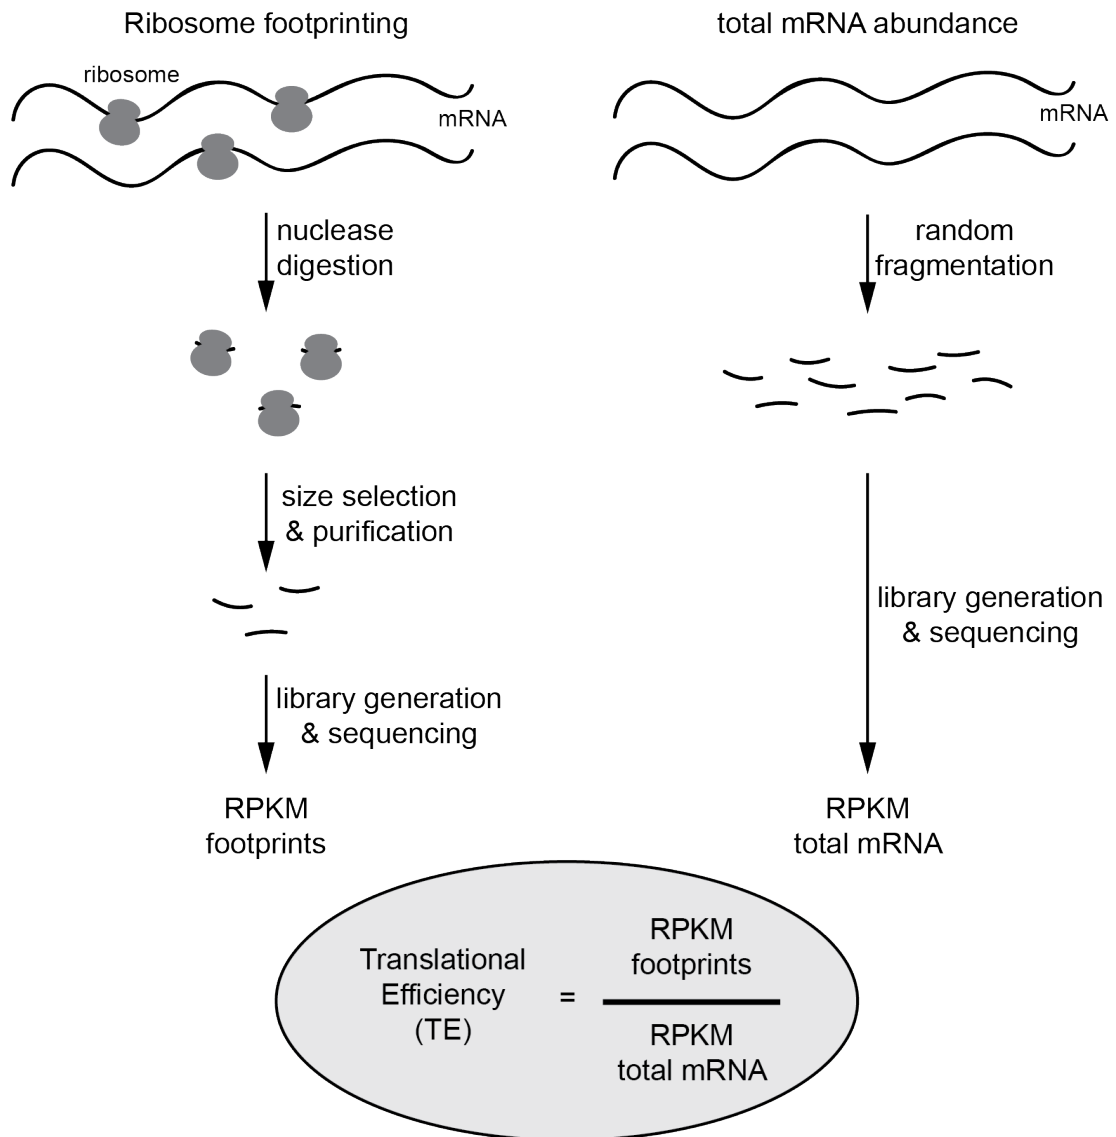 Ribosome footprinting
ribosome
mRNA
nuclease
digestion
size selection
& purification
library generation
& sequencing
RPKM
footprints
total mRNA abundance
mRNA
random
fragmentation
library generation
& sequencing
RPKM
total mRNA
Translational
Efficiency
(TE)
=
RPKM
footprints
RPKM
total mRNA